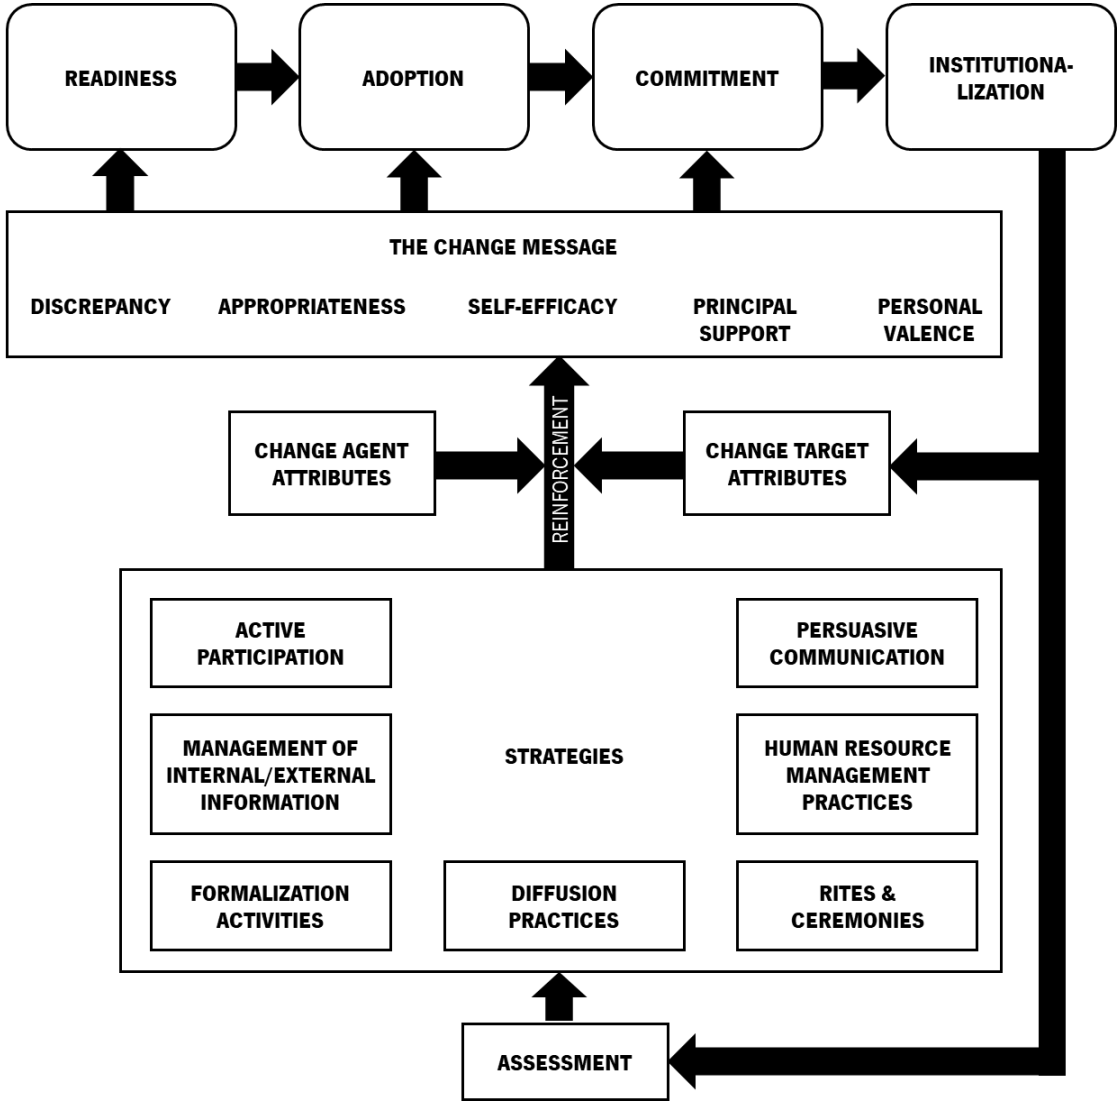 READINESS
ADOPTION
COMMITMENT
INSTITUTIONA-
LIZATION
THE CHANGE MESSAGE
DISCREPANCY
APPROPRIATENESS
SELF-EFFICACY
PRINCIPAL
SUPPORT
PERSONAL
VALENCE
CHANGE AGENT
ATTRIBUTES
REINFORCEMENT
CHANGE TARGET
ATTRIBUTES
ACTIVE
PARTICIPATION
PERSUASIVE
COMMUNICATION
MANAGEMENT OF
INTERNAL/EXTERNAL
INFORMATION
STRATEGIES
HUMAN RESOURCE
MANAGEMENT
PRACTICES
FORMALIZATION
ACTIVITIES
DIFFUSION
PRACTICES
RITES &
CEREMONIES
ASSESSMENT